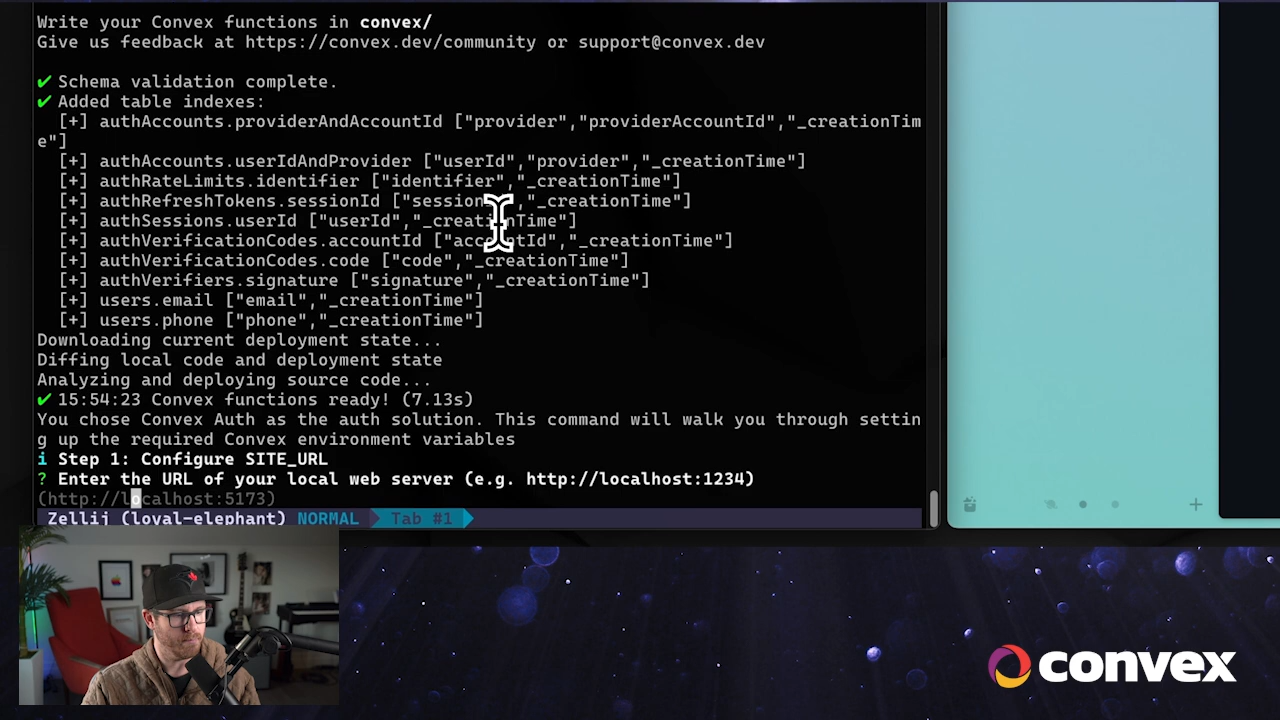 Write your Convex functions in convex/
Give us feedback at https://convex.dev/community or support@convex.dev
✔ Schema validation complete.
✔ Added table indexes:
[+] authAccounts.providerAndAccountId ["provider","providerAccountId","_creationTim
e"]
[+] authAccounts.userIdAndProvider ["userId","provider","_creationTime"]
[+] authRateLimits.identifier ["identifier","_creationTime"]
[+] authRefreshTokens.sessionId ["session","_creationTime"]
[+] authSessions.userId ["userId","_creationTime"]
[+] authVerificationCodes.accountId ["accountId","_creationTime"]
[+] authVerificationCodes.code ["code","_creationTime"]
[+] authVerifiers.signature ["signature","_creationTime"]
[+] users.email ["email","_creationTime"]
[+] users.phone ["phone","_creationTime"]
Downloading current deployment state...
Diffing local code and deployment state
Analyzing and deploying source code...
✔ 15:54:23 Convex functions ready! (7.13s)
You chose Convex Auth as the auth solution. This command will walk you through settin
g up the required Convex environment variables
i Step 1: Configure SITE_URL
? Enter the URL of your local web server (e.g. http://localhost:1234)
(http://localhost:5173)
Zellij (loyal-elephant) NORMAL Tab #1
convex